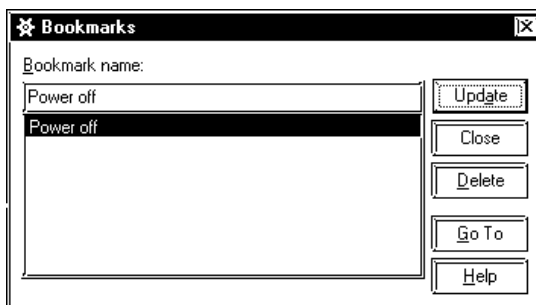 Bookmarks
Bookmark name:
Power off
Power off
Update
Close
Delete
Go To
Help